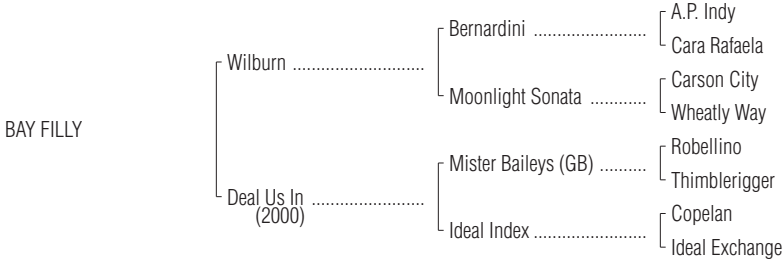 A.P. Indy
Bernardini ........................
Cara Rafaela
Wilburn ............................
Carson City
Moonlight Sonata ............
Wheatly Way
BAY FILLY
Robellino
Mister Baileys (GB) ..........
Thimblerigger
Deal Us In ........................
(2000)
Copelan
Ideal Index ........................
Ideal Exchange